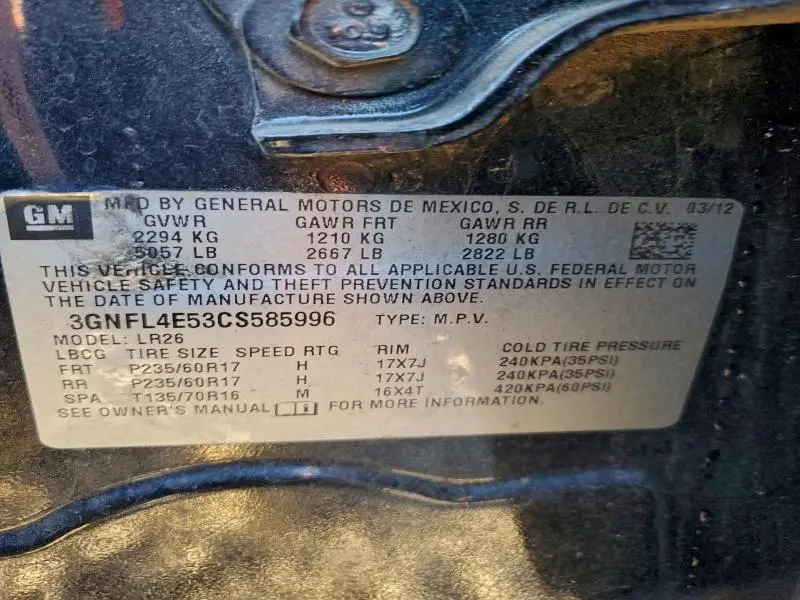 GM
MFD BY GENERAL MOTORS DE MEXICO, S. DE R.L. DE C.V. 03/12
GVWR GAWR FRT GAWR RR
2294 KG 1210 KG 1280 KG
5057 LB 2667 LB 2822 LB
THIS VEHICLE CONFORMS TO ALL APPLICABLE U.S. FEDERAL MOTOR
VEHICLE SAFETY AND THEFT PREVENTION STANDARDS IN EFFECT ON
THE DATE OF MANUFACTURE SHOWN ABOVE.
3GNFL4E53CS585996 TYPE: M.P.V.
MODEL: LR26
LBCG TIRE SIZE SPEED RTG RIM COLD TIRE PRESSURE
FRT P235/60R17 H 17X7J 240KPA(35PSI)
RR P235/60R17 H 17X7J 240KPA(35PSI)
SPA T135/70R16 M 16X4T 420KPA(60PSI)
SEE OWNER'S MANUAL FOR MORE INFORMATION.